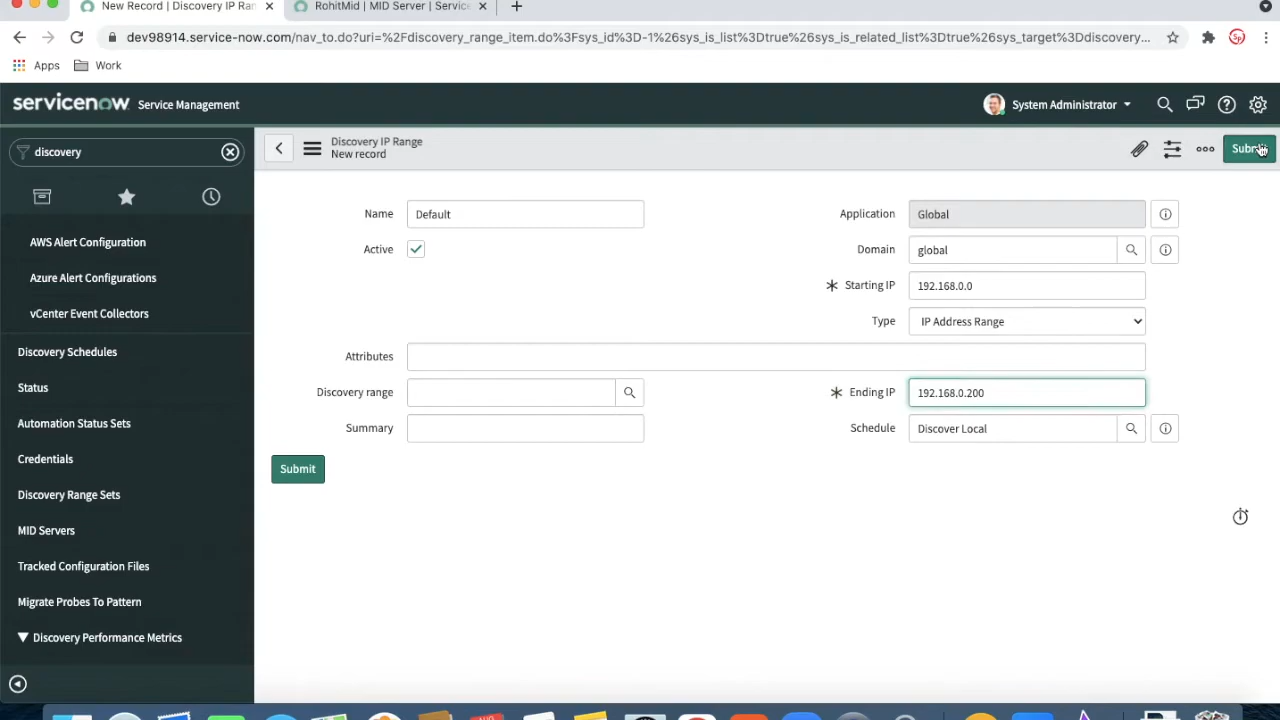 New Record | Discovery IP Ran
RohitMid | MID Server | Service
dev98914.service-now.com/nav_to.do?uri=%2Fdiscovery_range_item.do%3Fsys_id%3D-1%26sys_is_list%3Dtrue%26sys_is_related_list%3Dtrue%26sys_target%3Ddiscovery...
Apps
Work
servicenow Service Management
System Administrator
discovery
Discovery IP Range
New record
Submit
AWS Alert Configuration
Azure Alert Configurations
vCenter Event Collectors
Discovery Schedules
Status
Automation Status Sets
Credentials
Discovery Range Sets
MID Servers
Tracked Configuration Files
Migrate Probes To Pattern
Discovery Performance Metrics
Name
Default
Active
Application
Global
Domain
global
Starting IP
192.168.0.0
Type
IP Address Range
Attributes
Discovery range
Ending IP
192.168.0.200
Summary
Schedule
Discover Local
Submit